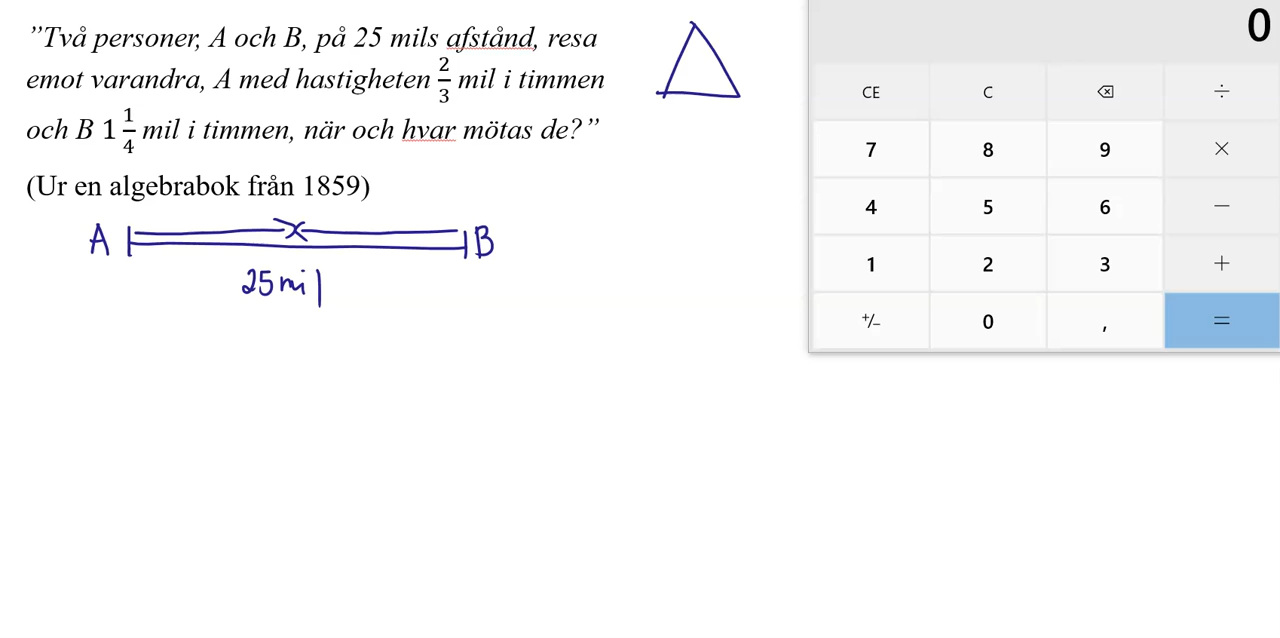 ”Två personer, A och B, på 25 mils afstånd, resa
emot varandra, A med hastigheten 2/3 mil i timmen
och B 1 1/4 mil i timmen, när och hvar mötas de?”
(Ur en algebrabok från 1859)
A B
25 mil
0
CE C ⌫ ÷
7 8 9 ×
4 5 6 −
1 2 3 +
+/− 0 , =